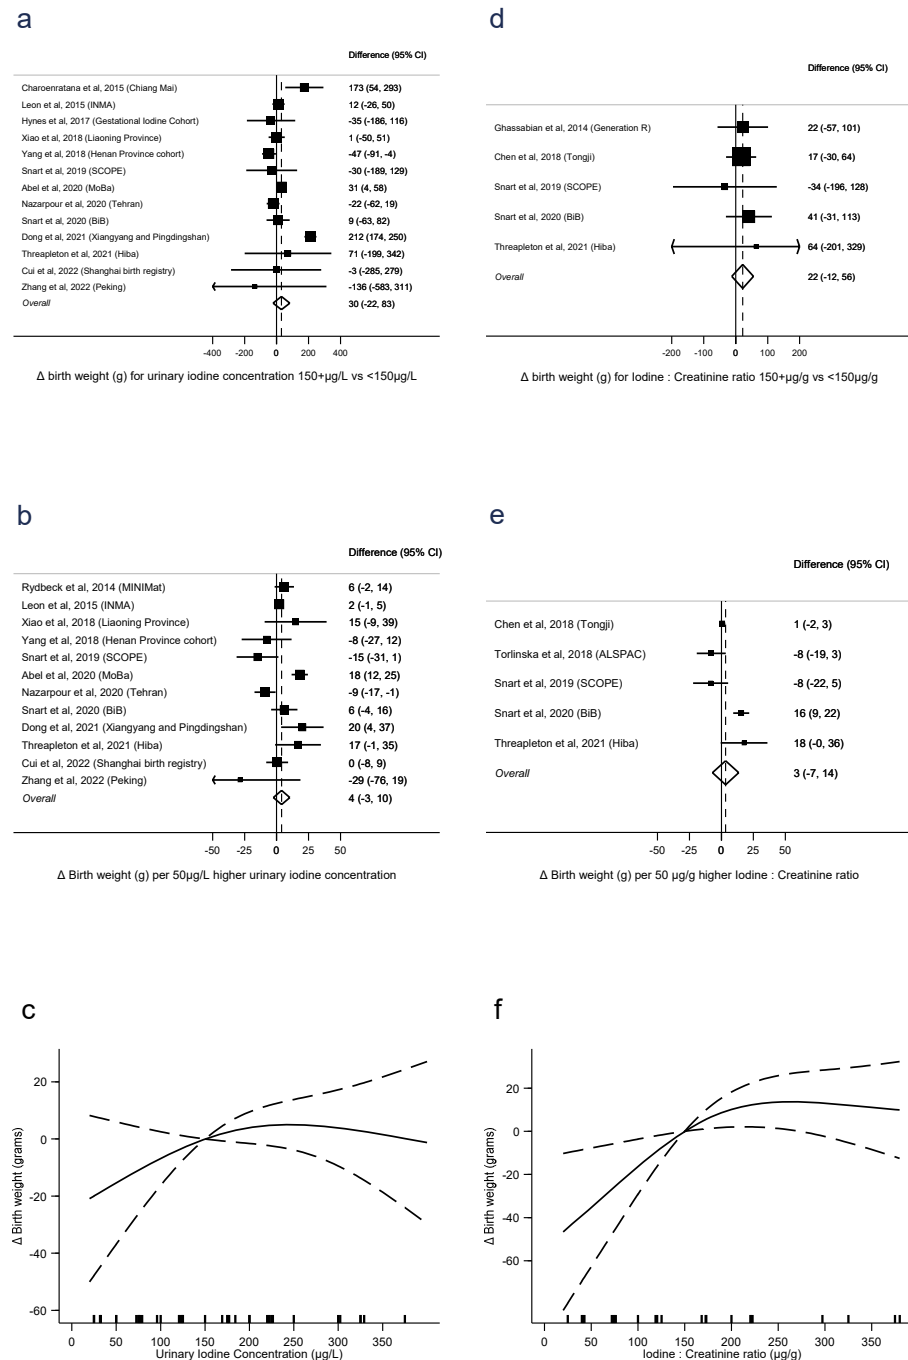 a
Difference (95% CI)
Charoenratana et al, 2015 (Chiang Mai) 173 (54, 293)
Leon et al, 2015 (INMA) 12 (-26, 50)
Hynes et al, 2017 (Gestational Iodine Cohort) -35 (-186, 116)
Xiao et al, 2018 (Liaoning Province) 1 (-50, 51)
Yang et al, 2018 (Henan Province cohort) -47 (-91, -4)
Snart et al, 2019 (SCOPE) -30 (-189, 129)
Abel et al, 2020 (MoBa) 31 (4, 58)
Nazarpour et al, 2020 (Tehran) -22 (-62, 19)
Snart et al, 2020 (BiB) 9 (-63, 82)
Dong et al, 2021 (Xiangyang and Pingdingshan) 212 (174, 250)
Threapleton et al, 2021 (Hiba) 71 (-199, 342)
Cui et al, 2022 (Shanghai birth registry) -3 (-285, 279)
Zhang et al, 2022 (Peking) -136 (-583, 311)
Overall 30 (-22, 83)
-400 -200 0 200 400
Δ birth weight (g) for urinary iodine concentration 150+μg/L vs <150μg/L
d
Difference (95% CI)
Ghassabian et al, 2014 (Generation R) 22 (-57, 101)
Chen et al, 2018 (Tongji) 17 (-30, 64)
Snart et al, 2019 (SCOPE) -34 (-196, 128)
Snart et al, 2020 (BiB) 41 (-31, 113)
Threapleton et al, 2021 (Hiba) 64 (-201, 329)
Overall 22 (-12, 56)
-200 -100 0 100 200
Δ birth weight (g) for Iodine : Creatinine ratio 150+μg/g vs <150μg/g
b
Difference (95% CI)
Rydbeck et al, 2014 (MINIMat) 6 (-2, 14)
Leon et al, 2015 (INMA) 2 (-1, 5)
Xiao et al, 2018 (Liaoning Province) 15 (-9, 39)
Yang et al, 2018 (Henan Province cohort) -8 (-27, 12)
Snart et al, 2019 (SCOPE) -15 (-31, 1)
Abel et al, 2020 (MoBa) 18 (12, 25)
Nazarpour et al, 2020 (Tehran) -9 (-17, -1)
Snart et al, 2020 (BiB) 6 (-4, 16)
Dong et al, 2021 (Xiangyang and Pingdingshan) 20 (4, 37)
Threapleton et al, 2021 (Hiba) 17 (-1, 35)
Cui et al, 2022 (Shanghai birth registry) 0 (-8, 9)
Zhang et al, 2022 (Peking) -29 (-76, 19)
Overall 4 (-3, 10)
-50 -25 0 25 50
Δ Birth weight (g) per 50μg/L higher urinary iodine concentration
e
Difference (95% CI)
Chen et al, 2018 (Tongji) 1 (-2, 3)
Torlinska et al, 2018 (ALSPAC) -8 (-19, 3)
Snart et al, 2019 (SCOPE) -8 (-22, 5)
Snart et al, 2020 (BiB) 16 (9, 22)
Threapleton et al, 2021 (Hiba) 18 (-0, 36)
Overall 3 (-7, 14)
-50 -25 0 25 50
Δ Birth weight (g) per 50 μg/g higher Iodine : Creatinine ratio
c
Δ Birth weight (grams)
20
0
-20
-40
-60
0 50 100 150 200 250 300 350
Urinary Iodine Concentration (μg/L)
f
Δ Birth weight (grams)
20
0
-20
-40
-60
0 50 100 150 200 250 300 350
Iodine : Creatinine ratio (μg/g)